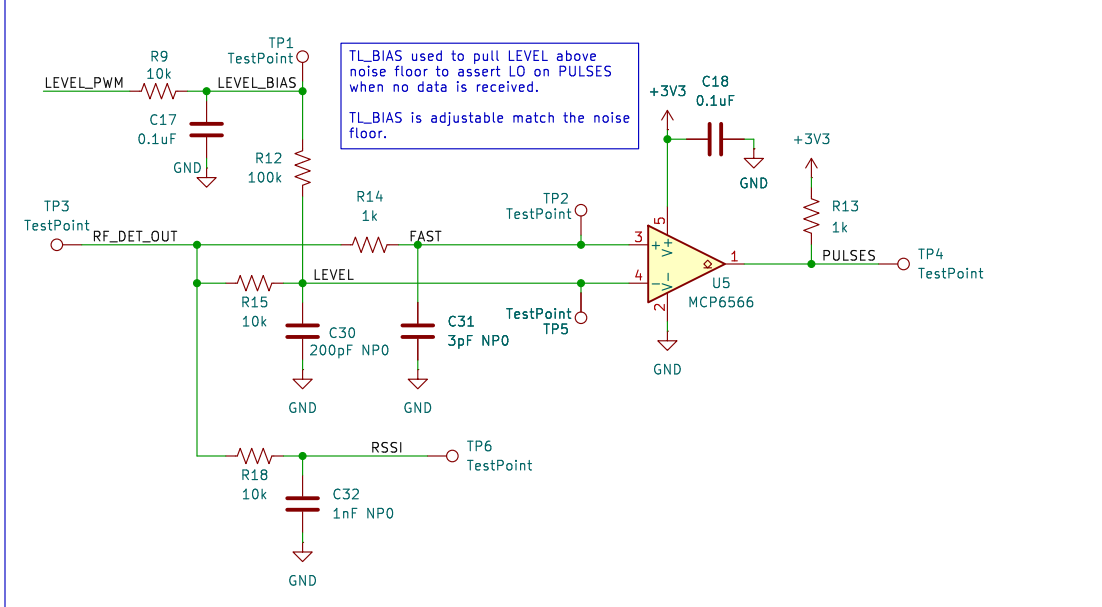 TP1
TestPoint
R9
10k
LEVEL_PWM
LEVEL_BIAS
C17
0.1uF
GND
R12
100k
TL_BIAS used to pull LEVEL above
noise floor to assert LO on PULSES
when no data is received.
TL_BIAS is adjustable match the noise
floor.
+3V3
C18
0.1uF
GND
+3V3
R13
1k
TP3
TestPoint
RF_DET_OUT
R14
1k
FAST
TP2
TestPoint
3
+
V+
5
4
−
V−
2
1
U5
MCP6566
GND
PULSES
TP4
TestPoint
R15
10k
LEVEL
TestPoint
TP5
C30
200pF NP0
GND
C31
3pF NP0
GND
R18
10k
RSSI
TP6
TestPoint
C32
1nF NP0
GND